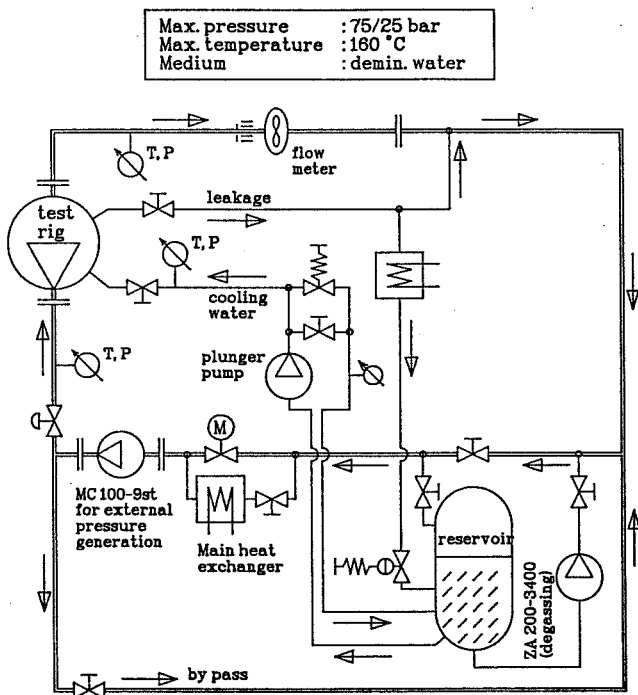 Max. pressure : 75/25 bar
Max. temperature : 160 °C
Medium : demin. water
T, P
flow
meter
test
rig
leakage
T, P
cooling
water
plunger
pump
T, P
M
MC 100-9st
for external
pressure
generation
Main heat
exchanger
reservoir
ZA 200-3400
(degassing)
by pass